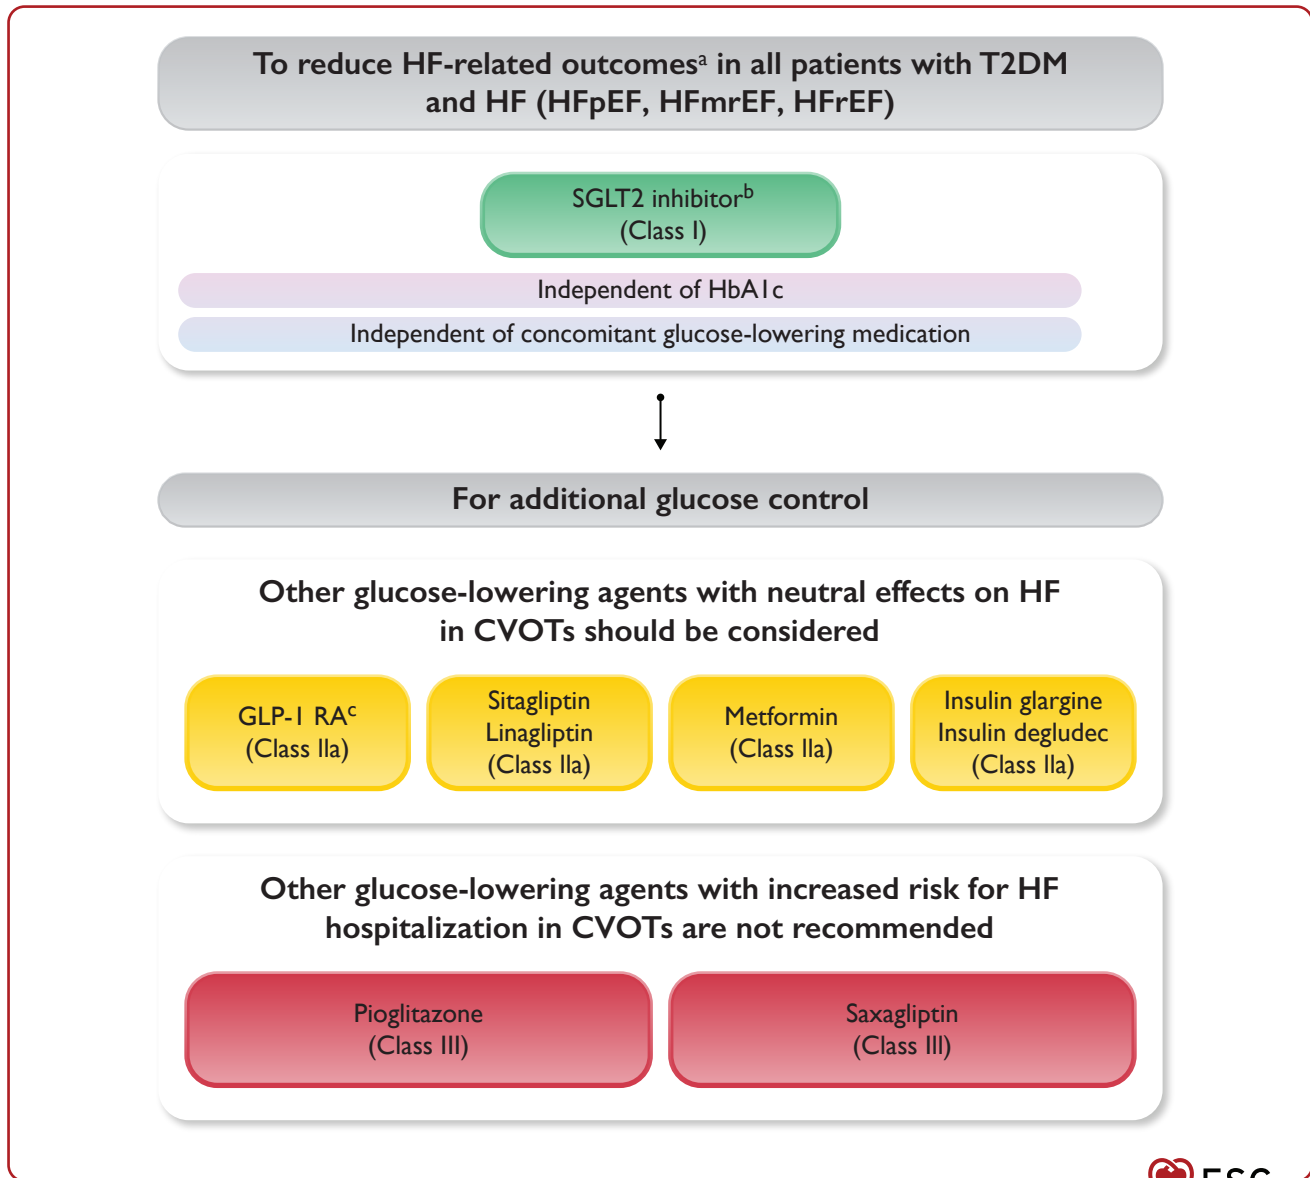 To reduce HF-related outcomesᵃ in all patients with T2DM
and HF (HFpEF, HFmrEF, HFrEF)
SGLT2 inhibitorᵇ
(Class I)
Independent of HbA1c
Independent of concomitant glucose-lowering medication
For additional glucose control
Other glucose-lowering agents with neutral effects on HF
in CVOTs should be considered
GLP-1 RAᶜ
(Class IIa)
Sitagliptin
Linagliptin
(Class IIa)
Metformin
(Class IIa)
Insulin glargine
Insulin degludec
(Class IIa)
Other glucose-lowering agents with increased risk for HF
hospitalization in CVOTs are not recommended
Pioglitazone
(Class III)
Saxagliptin
(Class III)
ESC